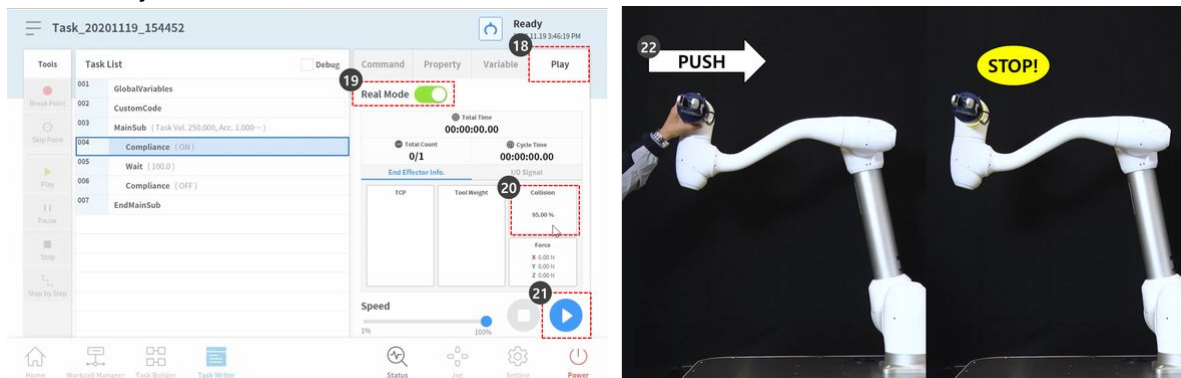 Task_20201119_154452
Ready
11.19 3:46:19 PM
18
Tools
Task List
Debug
Command
Property
Variable
Play
Break Point
Skip Point
Play
Pause
Stop
Step by Step
001 GlobalVariables
002 CustomCode
003 MainSub ( Task Vel. 250.000, Acc. 1.000··· )
004 Compliance ( ON )
005 Wait ( 100.0 )
006 Compliance ( OFF )
007 EndMainSub
19
Real Mode
Total Time
00:00:00.00
Total Count
0/1
Cycle Time
00:00:00.00
End Effector Info.
I/O Signal
20
TCP
Tool Weight
Collision
95.00 %
Force
X 0.00 N
Y 0.00 N
Z 0.00 N
21
Speed
1%
100%
Home
Workcell Manager
Task Builder
Task Writer
Status
Jog
Setting
Power
22
PUSH
STOP!